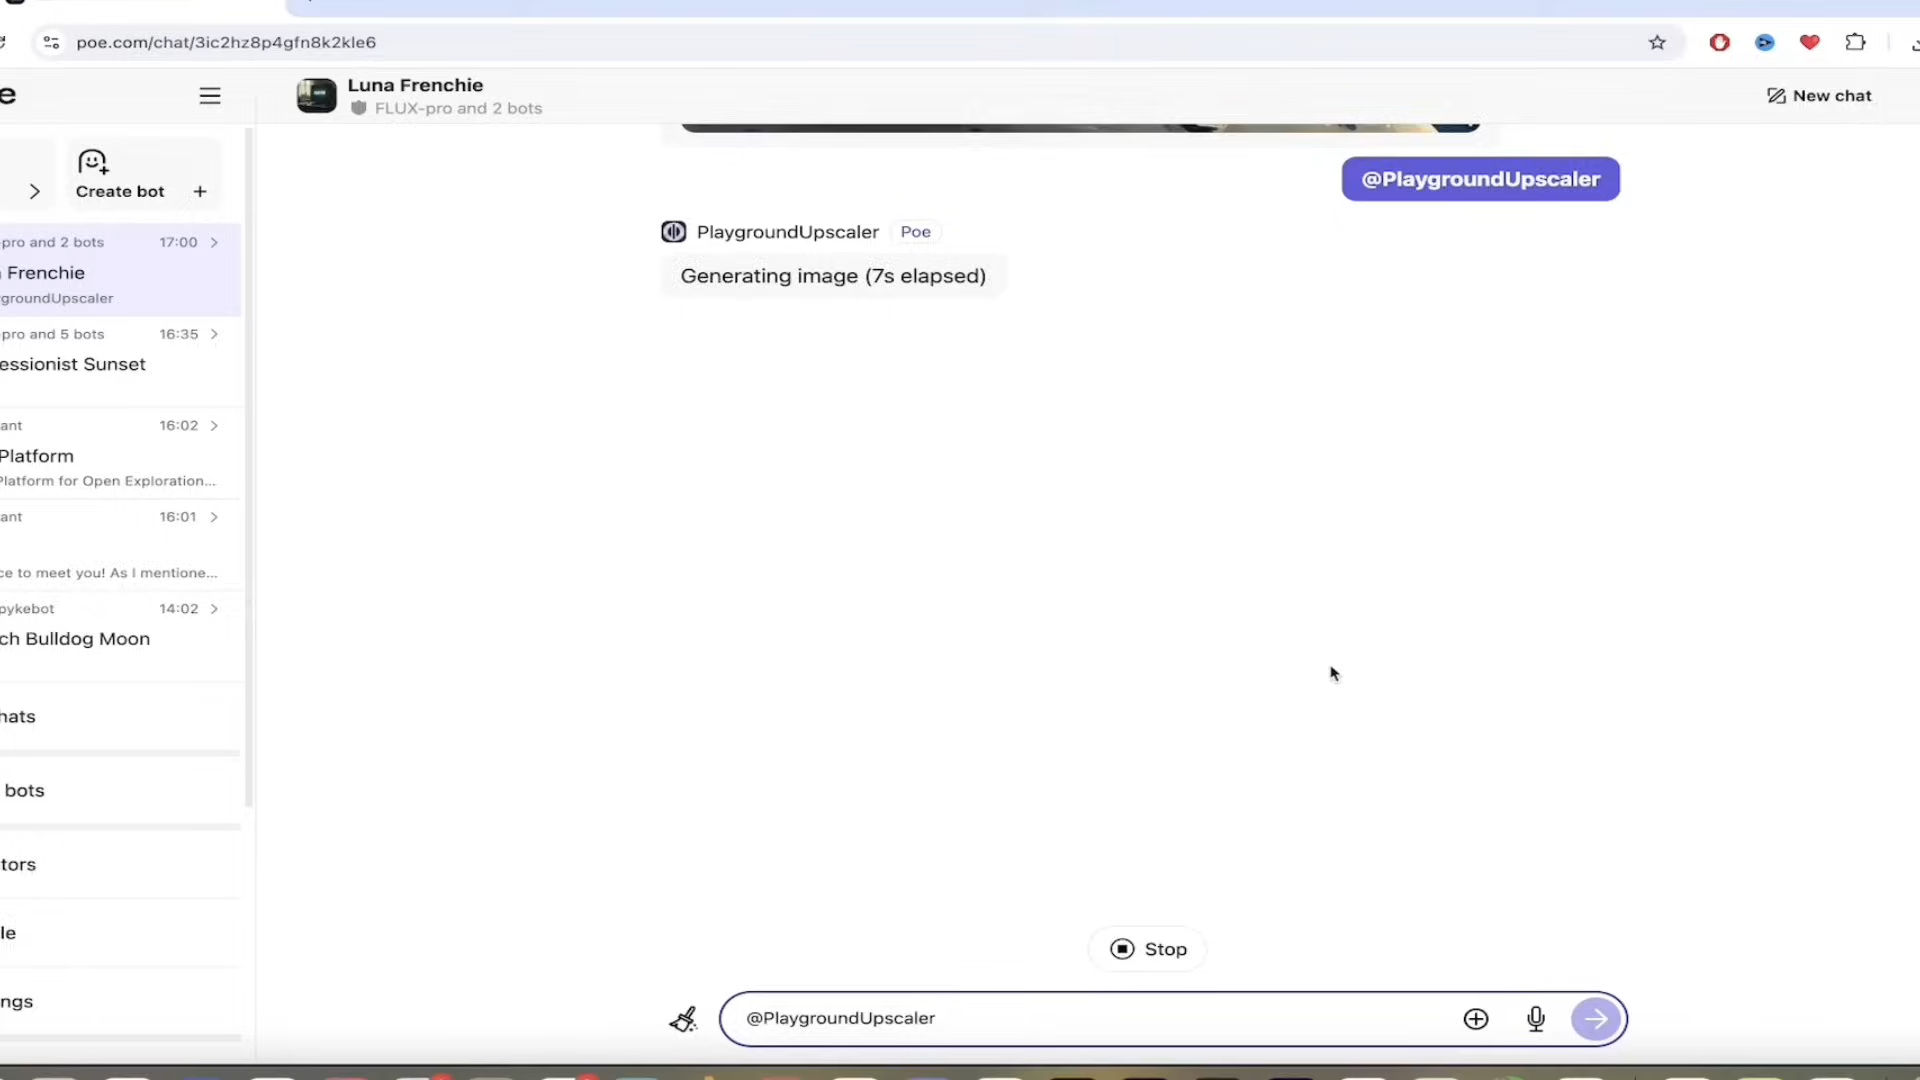 poe.com/chat/3ic2hz8p4gfn8k2kle6
e
Luna Frenchie
FLUX-pro and 2 bots
New chat
Create bot +
-pro and 2 bots 17:00
Frenchie
groundUpscaler
-pro and 5 bots 16:35
essionist Sunset
ant 16:02
Platform
Platform for Open Exploration...
ant 16:01
ce to meet you! As I mentione...
pykebot 14:02
ch Bulldog Moon
hats
bots
tors
le
ngs
@PlaygroundUpscaler
PlaygroundUpscaler Poe
Generating image (7s elapsed)
Stop
@PlaygroundUpscaler